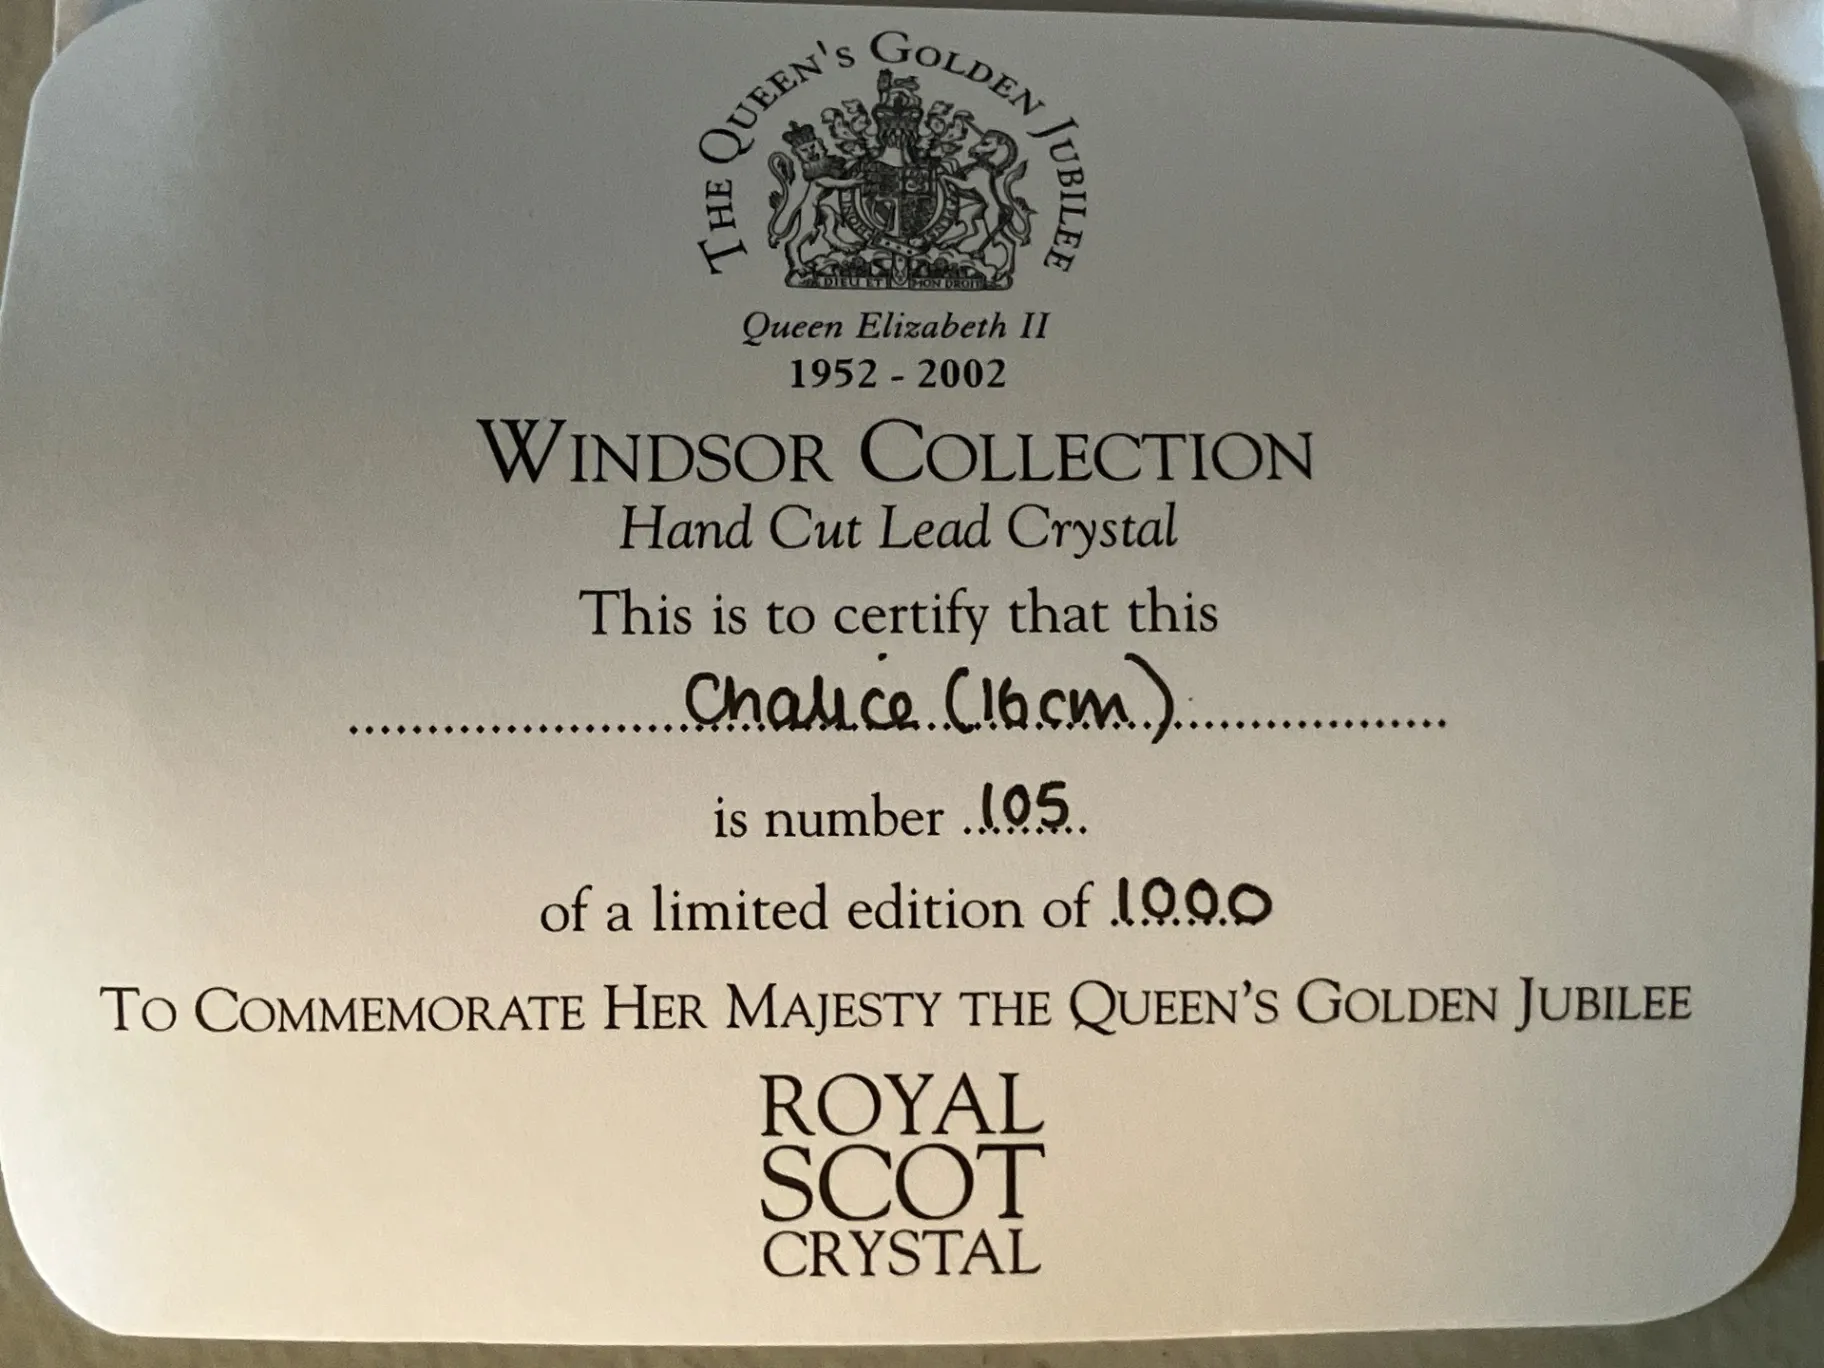 THE QUEEN'S GOLDEN JUBILEE
DIEU ET MON DROIT
Queen Elizabeth II
1952 - 2002
WINDSOR COLLECTION
Hand Cut Lead Crystal
This is to certify that this
Chalice (16cm)
is number 105
of a limited edition of 1000
TO COMMEMORATE HER MAJESTY THE QUEEN'S GOLDEN JUBILEE
ROYAL
SCOT
CRYSTAL